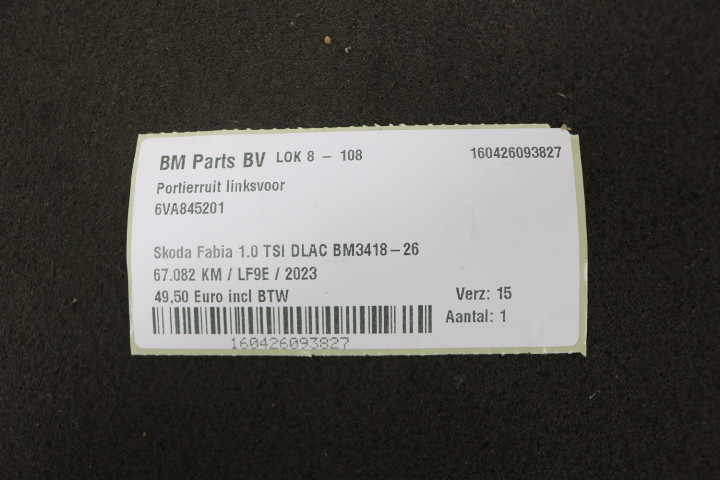 BM Parts BV LOK 8 - 108 160426093827
Portierruit linksvoor
6VA845201
Skoda Fabia 1.0 TSI DLAC BM3418-26
67.082 KM / LF9E / 2023
49,50 Euro incl BTW Verz: 15
Aantal: 1
160426093827